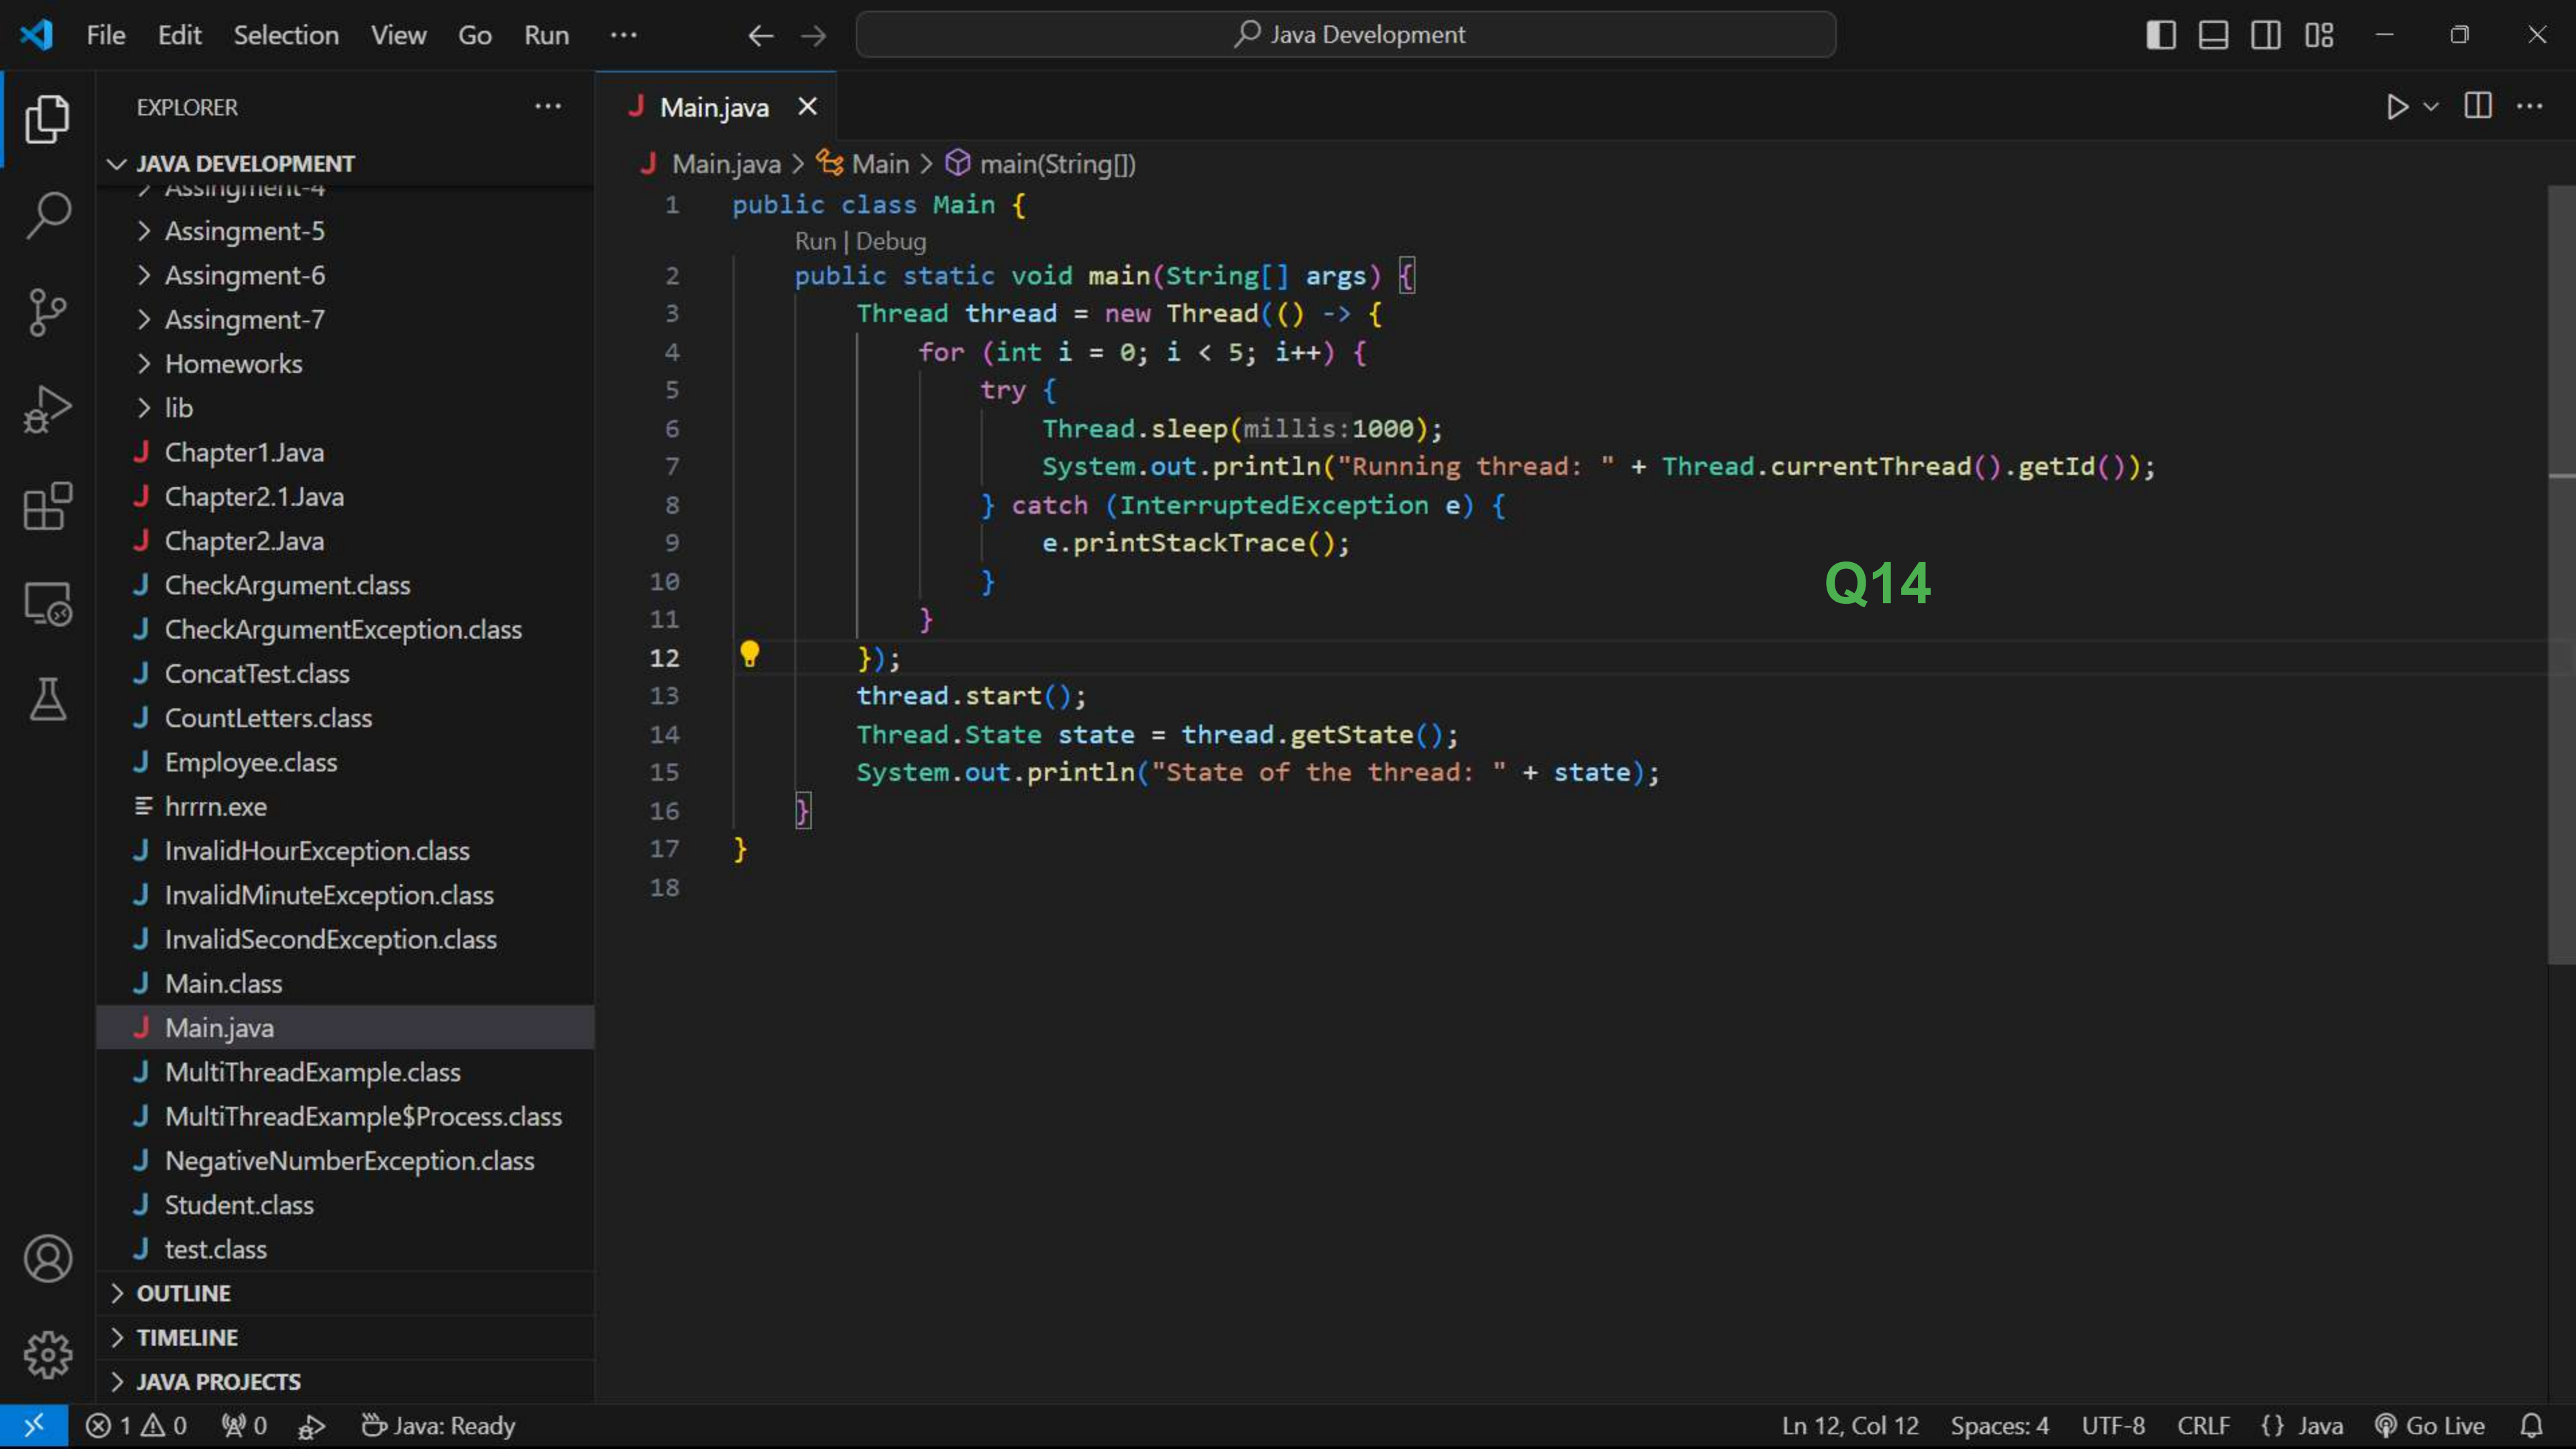 File Edit Selection View Go Run ··· Java Development
EXPLORER ···
JAVA DEVELOPMENT
Assingment-4
Assingment-5
Assingment-6
Assingment-7
Homeworks
lib
J Chapter1.Java
J Chapter2.1.Java
J Chapter2.Java
J CheckArgument.class
J CheckArgumentException.class
J ConcatTest.class
J CountLetters.class
J Employee.class
hrrrn.exe
J InvalidHourException.class
J InvalidMinuteException.class
J InvalidSecondException.class
J Main.class
J Main.java
J MultiThreadExample.class
J MultiThreadExample$Process.class
J NegativeNumberException.class
J Student.class
J test.class
OUTLINE
TIMELINE
JAVA PROJECTS
J Main.java
J Main.java > Main > main(String[])
1 public class Main {
Run | Debug
2 public static void main(String[] args) {
3 Thread thread = new Thread(() -> {
4 for (int i = 0; i < 5; i++) {
5 try {
6 Thread.sleep(millis:1000);
7 System.out.println("Running thread: " + Thread.currentThread().getId());
8 } catch (InterruptedException e) {
9 e.printStackTrace();
10 }
11 }
12 });
13 thread.start();
14 Thread.State state = thread.getState();
15 System.out.println("State of the thread: " + state);
16 }
17 }
18
Q14
1 0 0 Java: Ready Ln 12, Col 12 Spaces: 4 UTF-8 CRLF {} Java Go Live